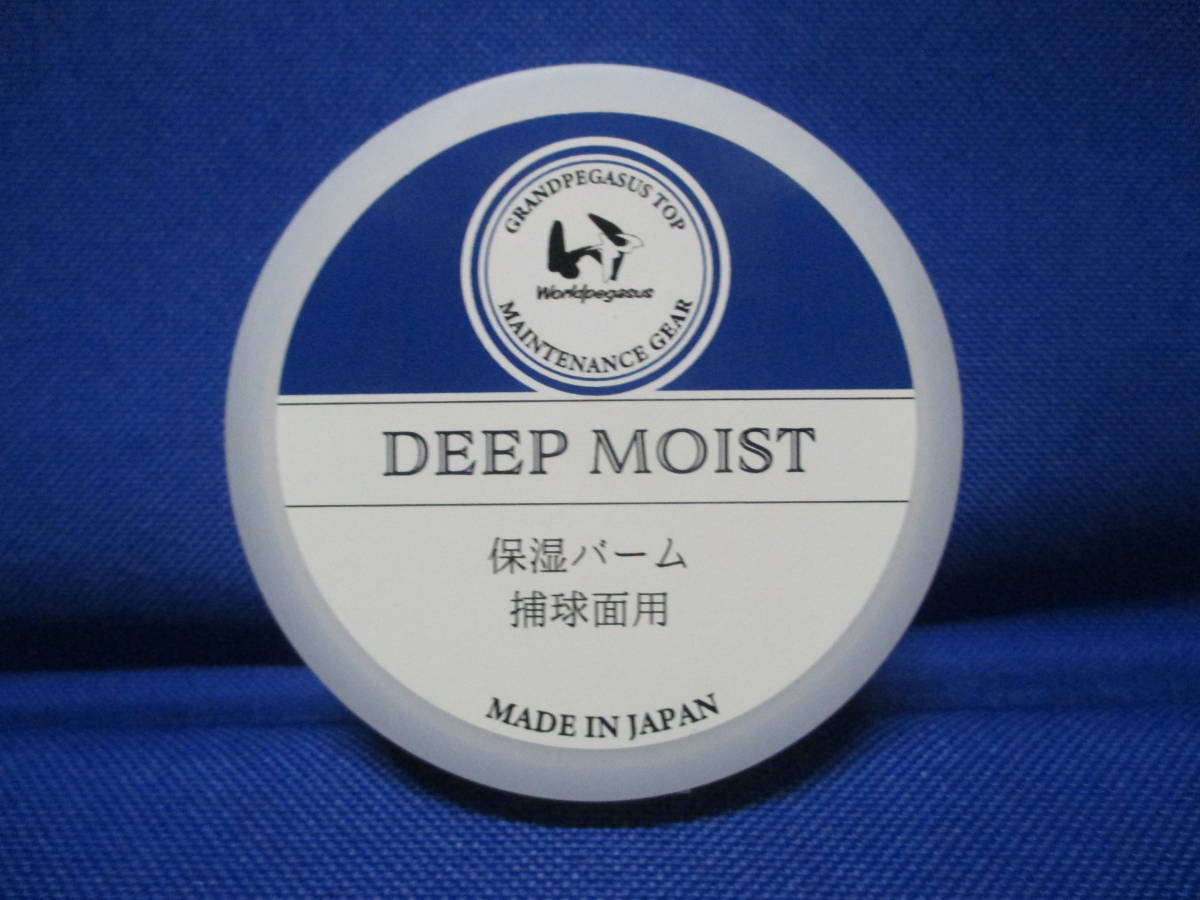 GRANDPEGASUS TOP
Worldpegasus
MAINTENANCE GEAR
DEEP MOIST
保湿バーム
捕球面用
MADE IN JAPAN